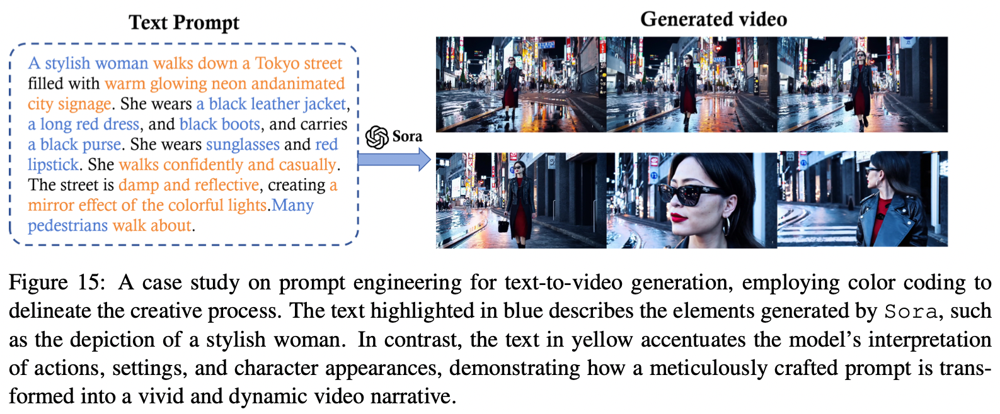 Text Prompt
A stylish woman walks down a Tokyo street
filled with warm glowing neon andanimated
city signage. She wears a black leather jacket,
a long red dress, and black boots, and carries
a black purse. She wears sunglasses and red
lipstick. She walks confidently and casually.
The street is damp and reflective, creating a
mirror effect of the colorful lights.Many
pedestrians walk about.
Sora
Generated video
Figure 15: A case study on prompt engineering for text-to-video generation, employing color coding to
delineate the creative process. The text highlighted in blue describes the elements generated by Sora, such
as the depiction of a stylish woman. In contrast, the text in yellow accentuates the model’s interpretation
of actions, settings, and character appearances, demonstrating how a meticulously crafted prompt is trans-
formed into a vivid and dynamic video narrative.